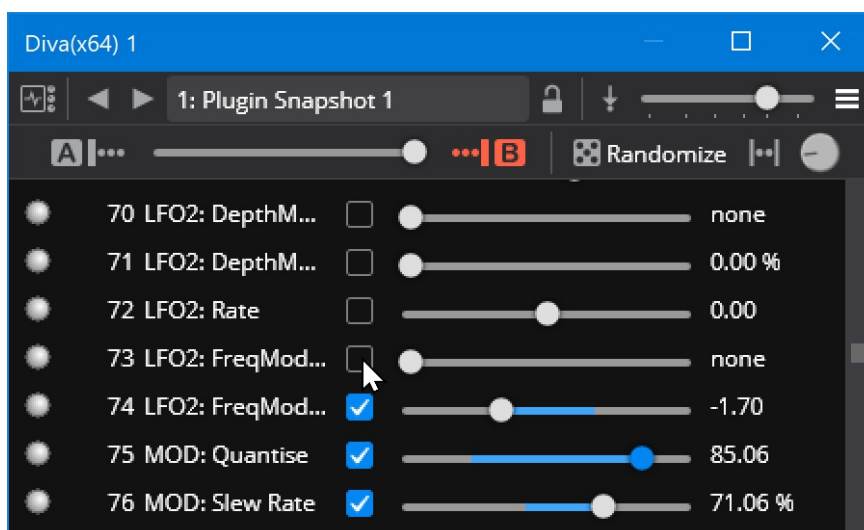 Diva(x64) 1
1: Plugin Snapshot 1
A B Randomize
70 LFO2: DepthM... none
71 LFO2: DepthM... 0.00 %
72 LFO2: Rate 0.00
73 LFO2: FreqMod... none
74 LFO2: FreqMod... -1.70
75 MOD: Quantise 85.06
76 MOD: Slew Rate 71.06 %